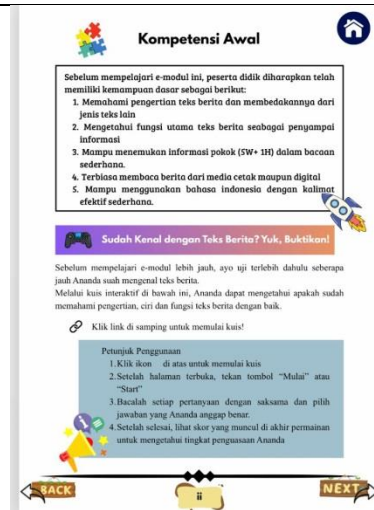 Kompetensi Awal
Sebelum mempelajari e-modul ini, peserta didik diharapkan telah
memiliki kemampuan dasar sebagai berikut:
1. Memahami pengertian teks berita dan membedakannya dari
jenis teks lain
2. Mengetahui fungsi utama teks berita seabagai penyampai
informasi
3. Mampu menemukan informasi pokok (5W+ 1H) dalam bacaan
sederhana.
4. Terbiasa membaca berita dari media cetak maupun digital
5. Mampu menggunakan bahasa indonesia dengan kalimat
efektif sederhana.
Sudah Kenal dengan Teks Berita? Yuk, Buktikan!
Sebelum mempelajari e-modul lebih jauh, ayo uji terlebih dahulu seberapa
jauh Ananda suah mengenal teks berita.
Melalui kuis interaktif di bawah ini, Ananda dapat mengetahui apakah sudah
memahami pengertian, ciri dan fungsi teks berita dengan baik.
Klik link di samping untuk memulai kuis!
Petunjuk Penggunaan
1.Klik ikon di atas untuk memulai kuis
2.Setelah halaman terbuka, tekan tombol “Mulai” atau
“Start”
3.Bacalah setiap pertanyaan dengan saksama dan pilih
jawaban yang Ananda anggap benar.
4.Setelah selesai, lihat skor yang muncul di akhir permainan
untuk mengetahui tingkat penguasaan Ananda
BACK
ii
NEXT